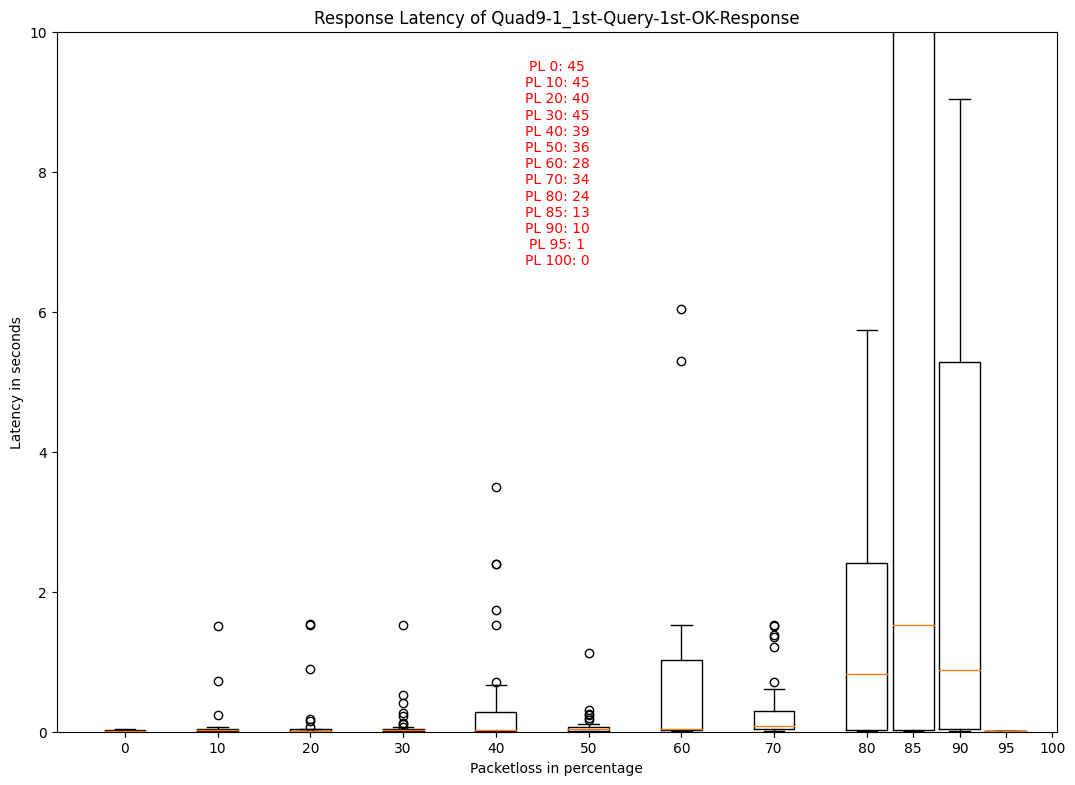 Response Latency of Quad9-1_1st-Query-1st-OK-Response
10
8
6
4
2
0
Latency in seconds
PL 0: 45
PL 10: 45
PL 20: 40
PL 30: 45
PL 40: 39
PL 50: 36
PL 60: 28
PL 70: 34
PL 80: 24
PL 85: 13
PL 90: 10
PL 95: 1
PL 100: 0
0 10 20 30 40 50 60 70 80 85 90 95 100
Packetloss in percentage